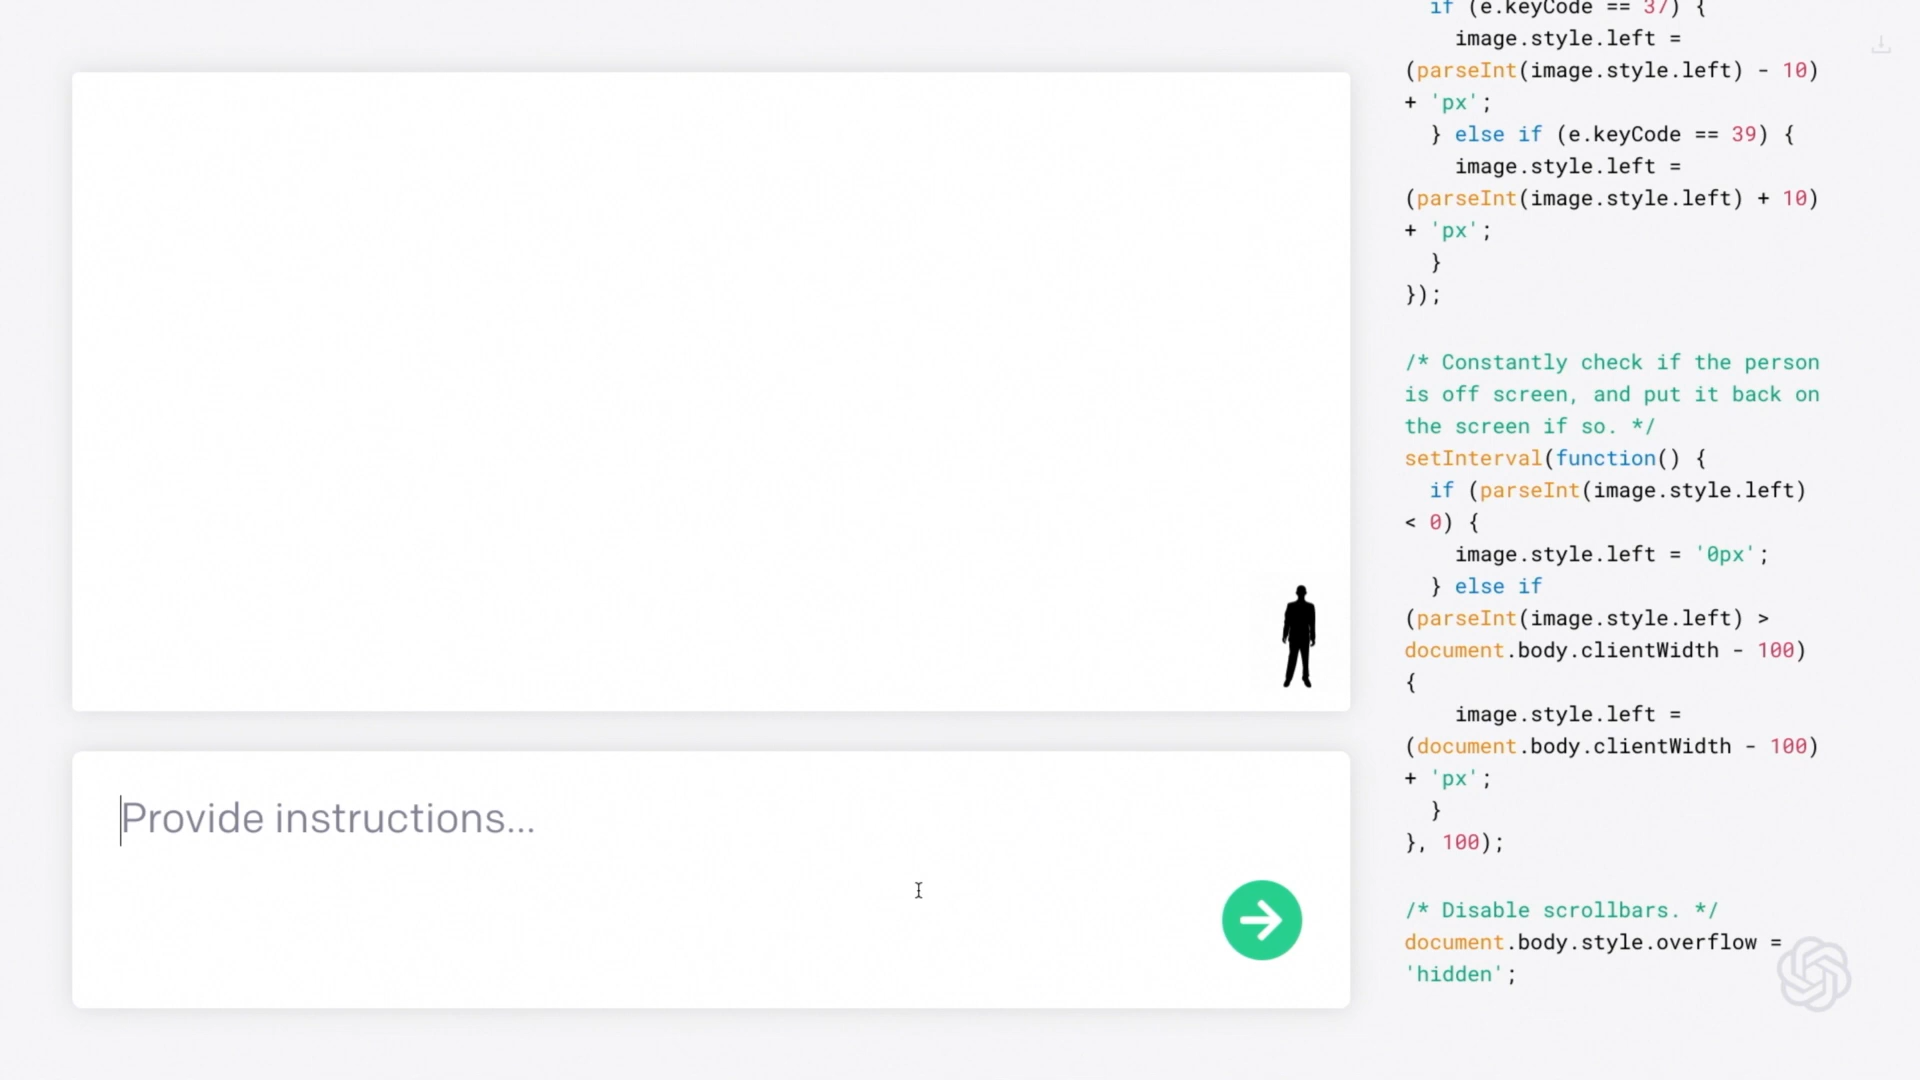 if (e.keyCode == 37) {
image.style.left =
(parseInt(image.style.left) - 10)
+ 'px';
} else if (e.keyCode == 39) {
image.style.left =
(parseInt(image.style.left) + 10)
+ 'px';
}
});
/* Constantly check if the person
is off screen, and put it back on
the screen if so. */
setInterval(function() {
if (parseInt(image.style.left)
< 0) {
image.style.left = '0px';
} else if
(parseInt(image.style.left) >
document.body.clientWidth - 100)
{
image.style.left =
(document.body.clientWidth - 100)
+ 'px';
}
}, 100);
/* Disable scrollbars. */
document.body.style.overflow =
'hidden';
Provide instructions...